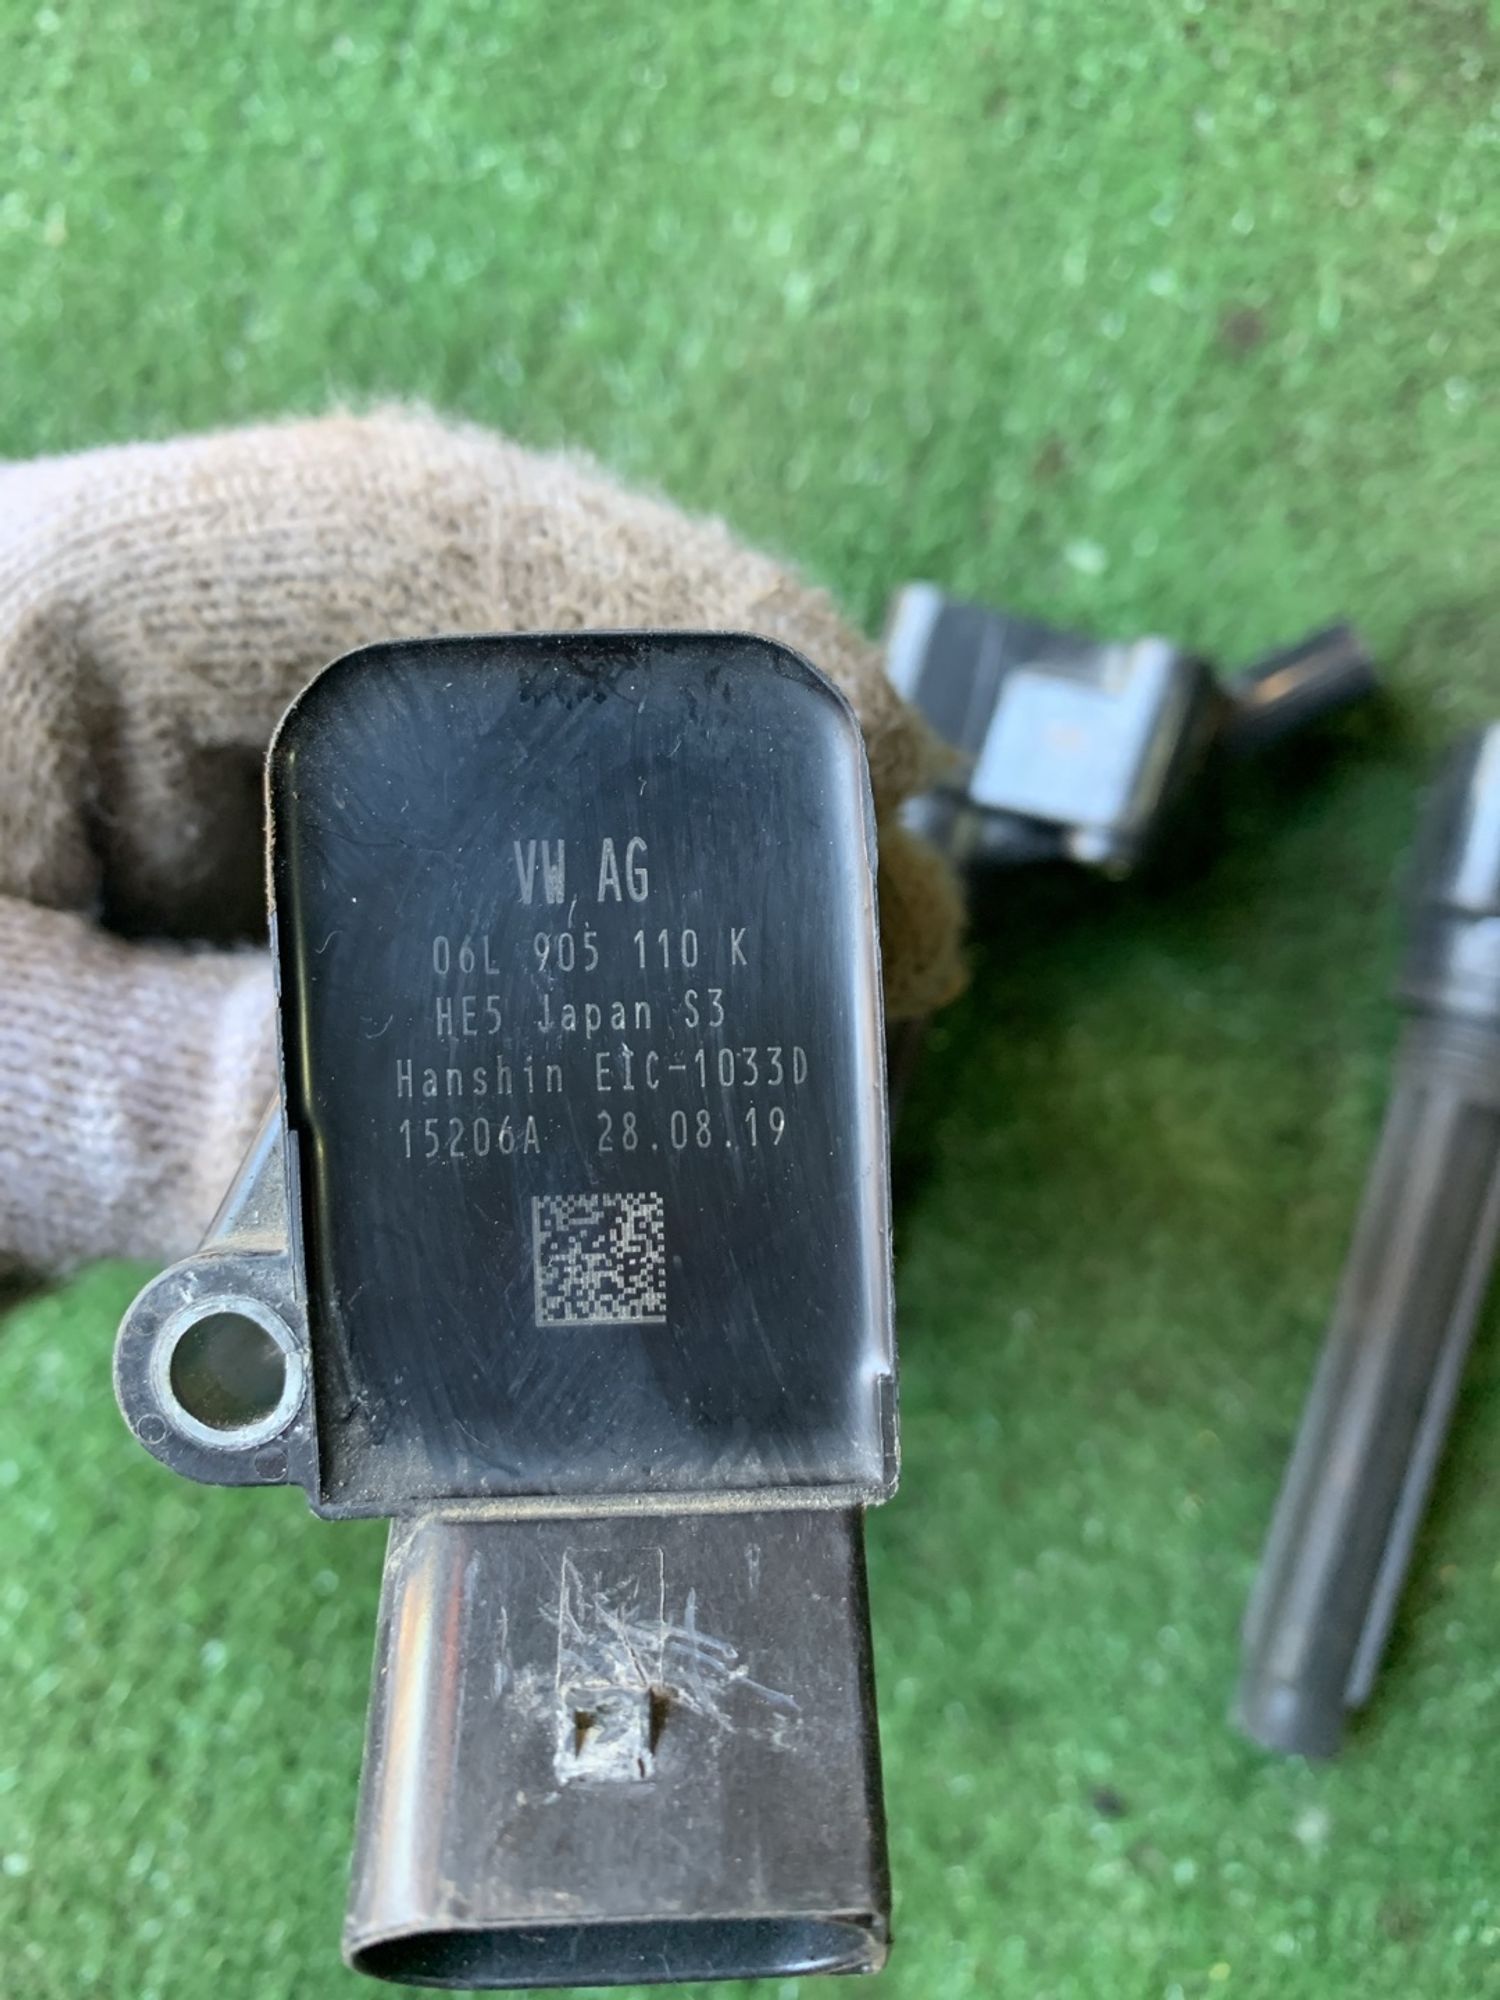 VW AG
06L 905 110 K
HE5 Japan S3
Hanshin EIC-1033D
15206A 28.08.19